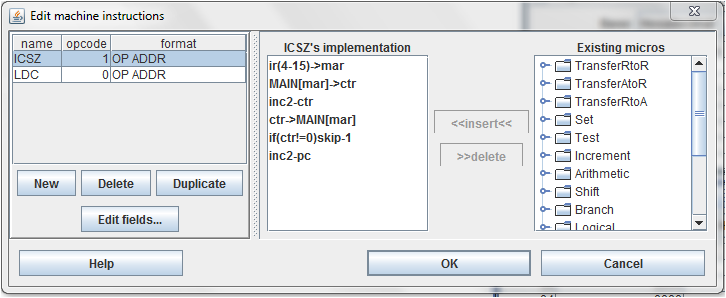 Edit machine instructions
name opcode format
ICSZ 1 OP ADDR
LDC 0 OP ADDR
New Delete Duplicate
Edit fields...
ICSZ's implementation
ir(4-15)->mar
MAIN[mar]->ctr
inc2-ctr
ctr->MAIN[mar]
if(ctr!=0)skip-1
inc2-pc
<<insert<<
>>delete
Existing micros
TransferRtoR
TransferAtoR
TransferRtoA
Set
Test
Increment
Arithmetic
Shift
Branch
Logical
Help OK Cancel